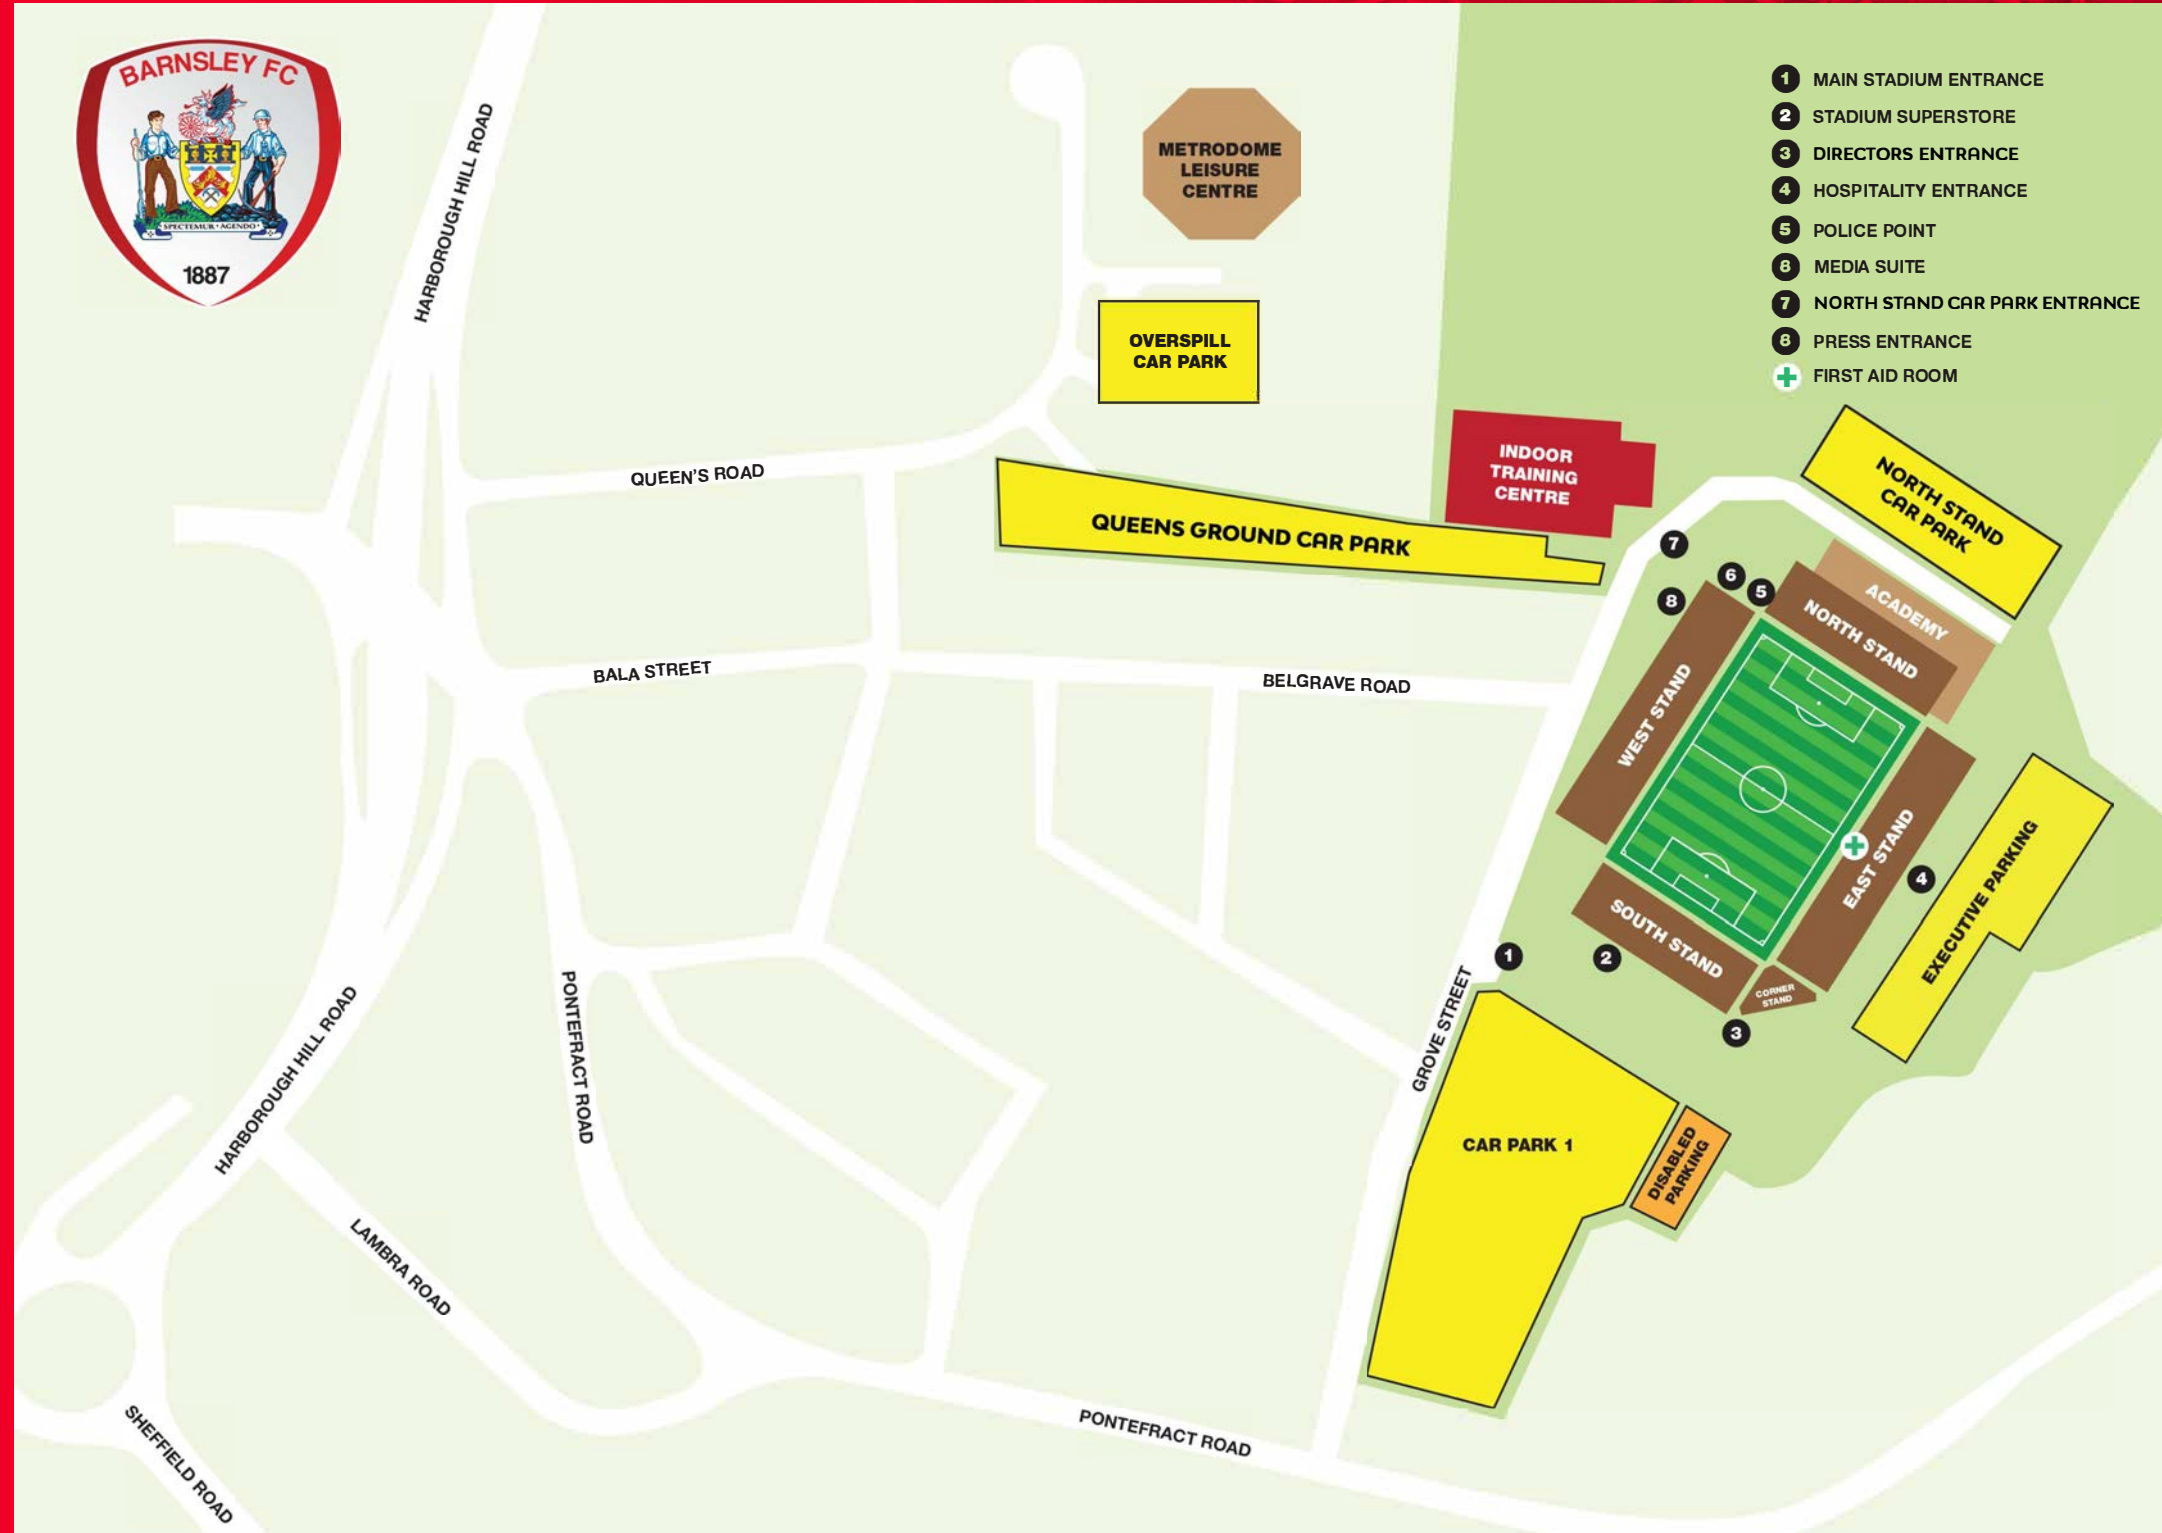 BARNSLEY FC
SPECTEMUR · AGENDO
1887
1 MAIN STADIUM ENTRANCE
2 STADIUM SUPERSTORE
3 DIRECTORS ENTRANCE
4 HOSPITALITY ENTRANCE
5 POLICE POINT
8 MEDIA SUITE
7 NORTH STAND CAR PARK ENTRANCE
8 PRESS ENTRANCE
FIRST AID ROOM
HARBOROUGH HILL ROAD
METRODOME
LEISURE
CENTRE
OVERSPILL
CAR PARK
QUEEN'S ROAD
QUEENS GROUND CAR PARK
INDOOR
TRAINING
CENTRE
NORTH STAND
CAR PARK
7
6
5
8
ACADEMY
NORTH STAND
WEST STAND
BALA STREET
BELGRAVE ROAD
EAST STAND
4
EXECUTIVE PARKING
SOUTH STAND
1
2
CORNER
STAND
3
GROVE STREET
PONTEFRACT ROAD
HARBOROUGH HILL ROAD
CAR PARK 1
DISABLED
PARKING
LAMBRA ROAD
PONTEFRACT ROAD
SHEFFIELD ROAD